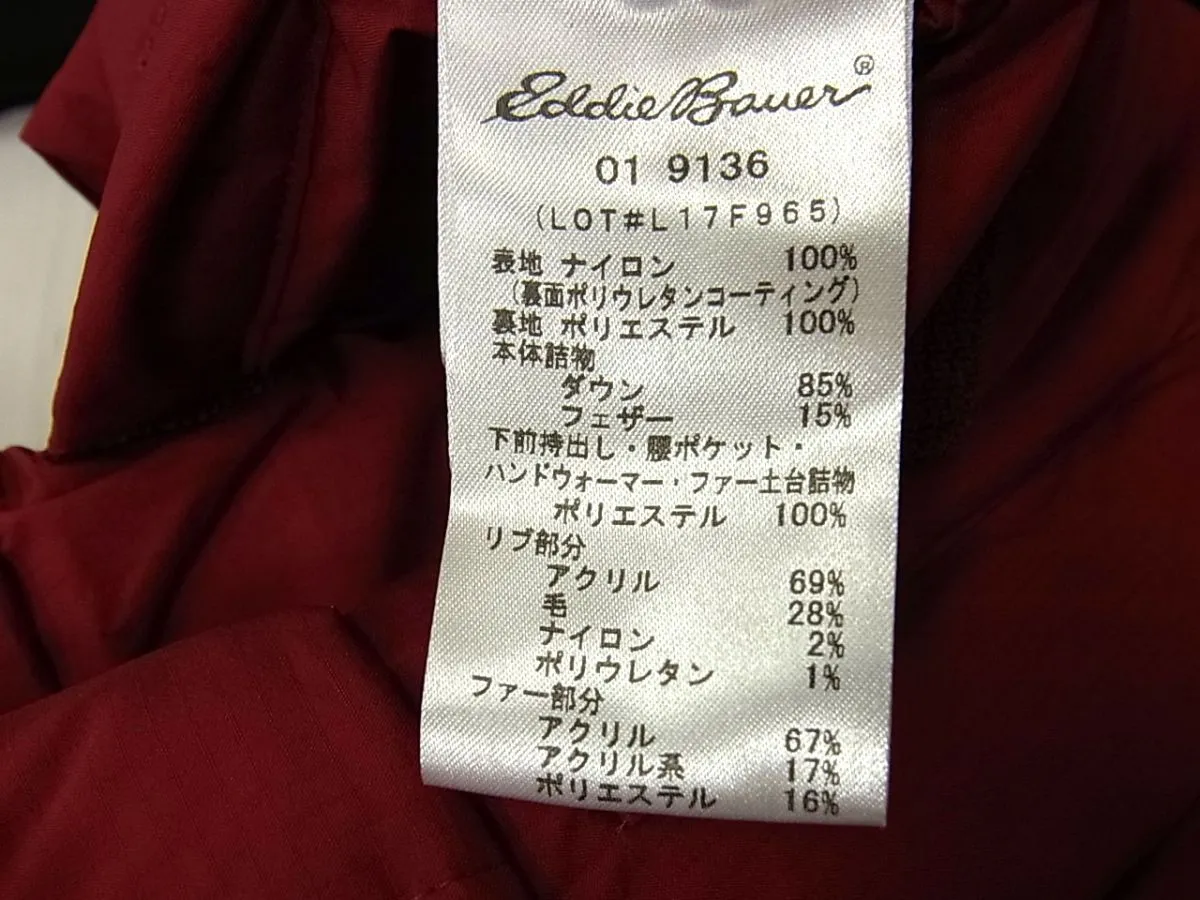 Eddie Bauer®
01 9136
(LOT#L17F965)
表地 ナイロン 100%
(裏面ポリウレタンコーティング)
裏地 ポリエステル 100%
本体詰物
ダウン 85%
フェザー 15%
下前持出し・腰ポケット・
ハンドウォーマー・ファー土台詰物
ポリエステル 100%
リブ部分
アクリル 69%
毛 28%
ナイロン 2%
ポリウレタン 1%
ファー部分
アクリル 67%
アクリル系 17%
ポリエステル 16%